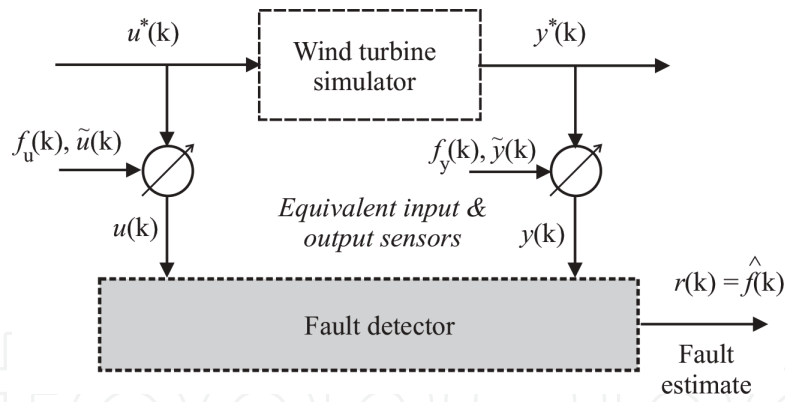 u*(k)
y*(k)
Wind turbine
simulator
f_u(k), ũ(k)
f_y(k), ỹ(k)
Equivalent input &
output sensors
u(k)
y(k)
r(k) = f̂(k)
Fault detector
Fault
estimate